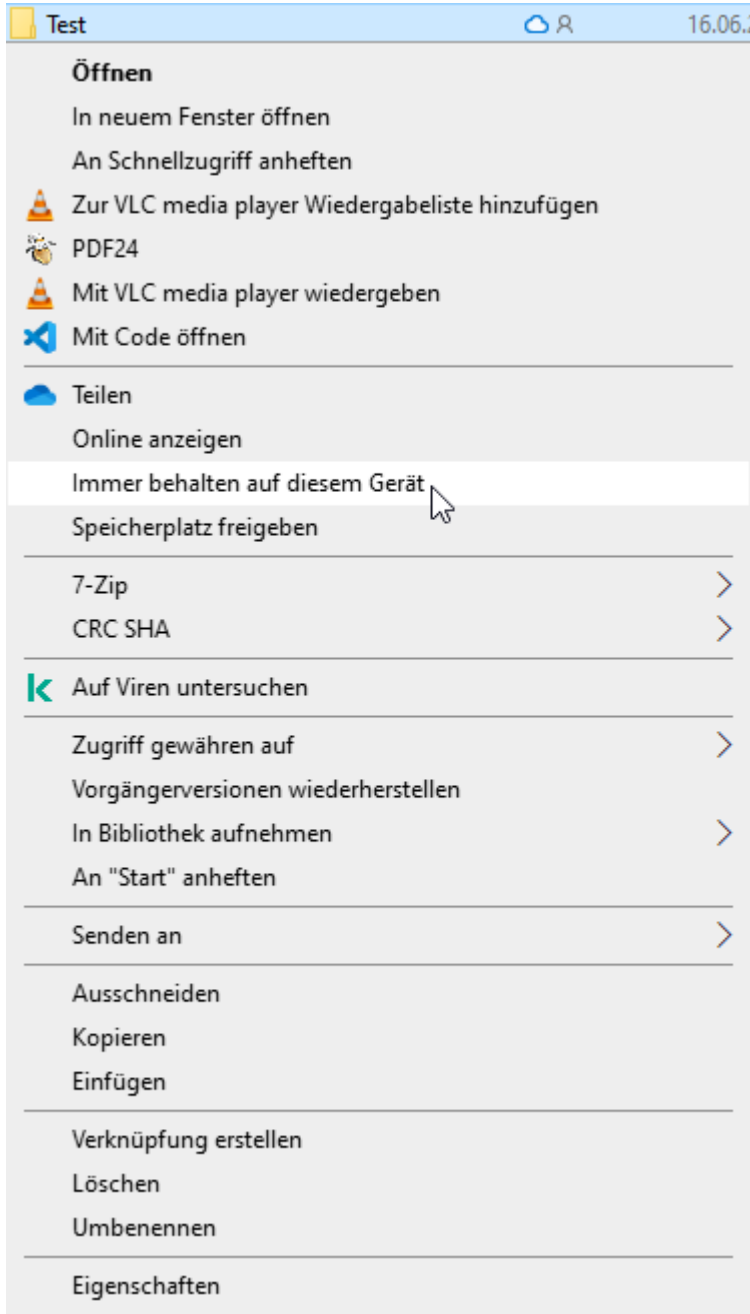 Test 16.06.2
Öffnen
In neuem Fenster öffnen
An Schnellzugriff anheften
Zur VLC media player Wiedergabeliste hinzufügen
PDF24
Mit VLC media player wiedergeben
Mit Code öffnen
Teilen
Online anzeigen
Immer behalten auf diesem Gerät
Speicherplatz freigeben
7-Zip
CRC SHA
Auf Viren untersuchen
Zugriff gewähren auf
Vorgängerversionen wiederherstellen
In Bibliothek aufnehmen
An "Start" anheften
Senden an
Ausschneiden
Kopieren
Einfügen
Verknüpfung erstellen
Löschen
Umbenennen
Eigenschaften